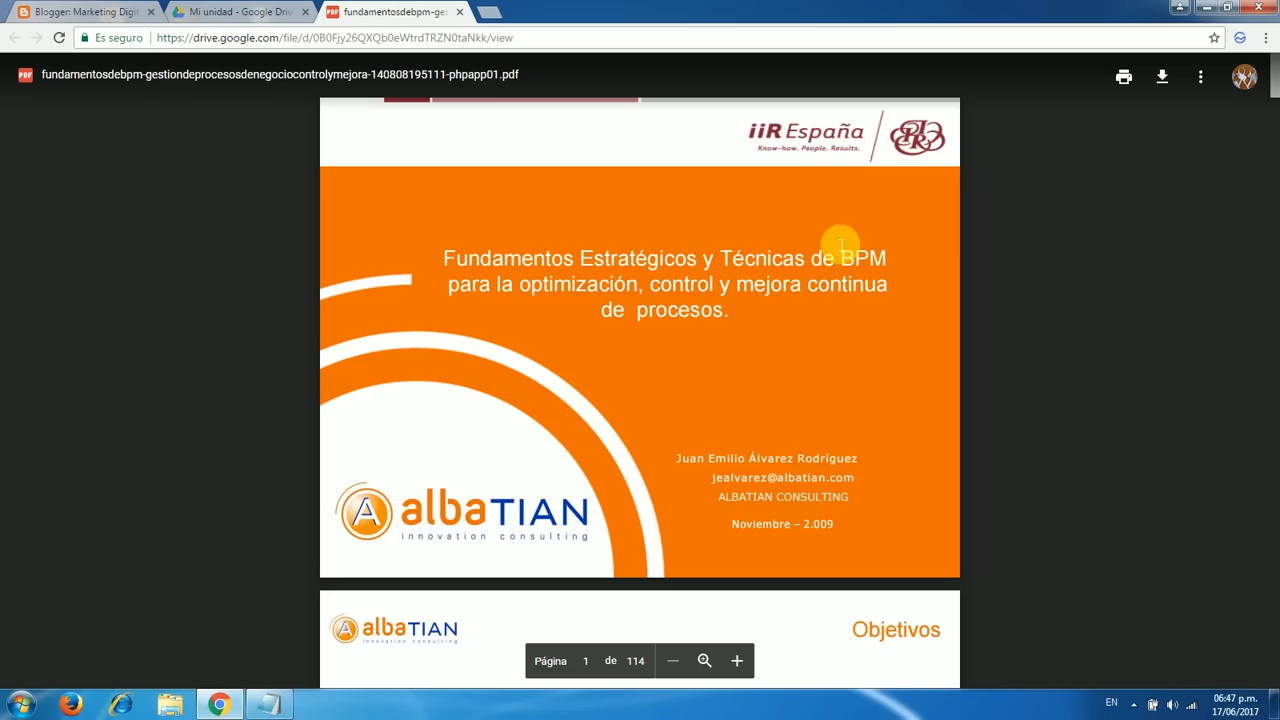 Blogger: Marketing Digit
Mi unidad - Google Drive
fundamentosdebpm-ges
Es seguro
https://drive.google.com/file/d/0B0Fjy26QXQb0eWtrdTRZN0taNkk/view
fundamentosdebpm-gestiondeprocesosdenegociocontrolymejora-140808195111-phpapp01.pdf
iiR España
Know-how. People. Results.
Fundamentos Estratégicos y Técnicas de BPM
para la optimización, control y mejora continua
de procesos.
Juan Emilio Álvarez Rodríguez
jealvarez@albatian.com
ALBATIAN CONSULTING
Noviembre – 2.009
albaTIAN
innovation consulting
albaTIAN
innovation consulting
Objetivos
Página 1 de 114
EN
06:47 p.m.
17/06/2017